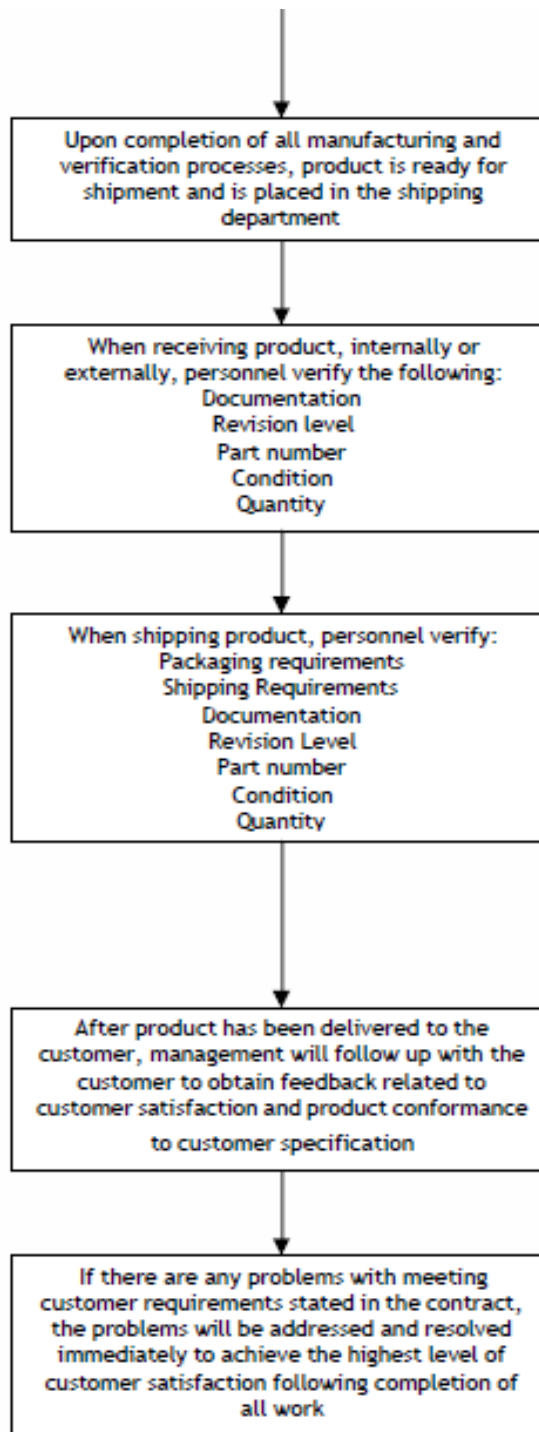 Upon completion of all manufacturing and
verification processes, product is ready for
shipment and is placed in the shipping
department
When receiving product, internally or
externally, personnel verify the following:
Documentation
Revision level
Part number
Condition
Quantity
When shipping product, personnel verify:
Packaging requirements
Shipping Requirements
Documentation
Revision Level
Part number
Condition
Quantity
After product has been delivered to the
customer, management will follow up with the
customer to obtain feedback related to
customer satisfaction and product conformance
to customer specification
If there are any problems with meeting
customer requirements stated in the contract,
the problems will be addressed and resolved
immediately to achieve the highest level of
customer satisfaction following completion of
all work